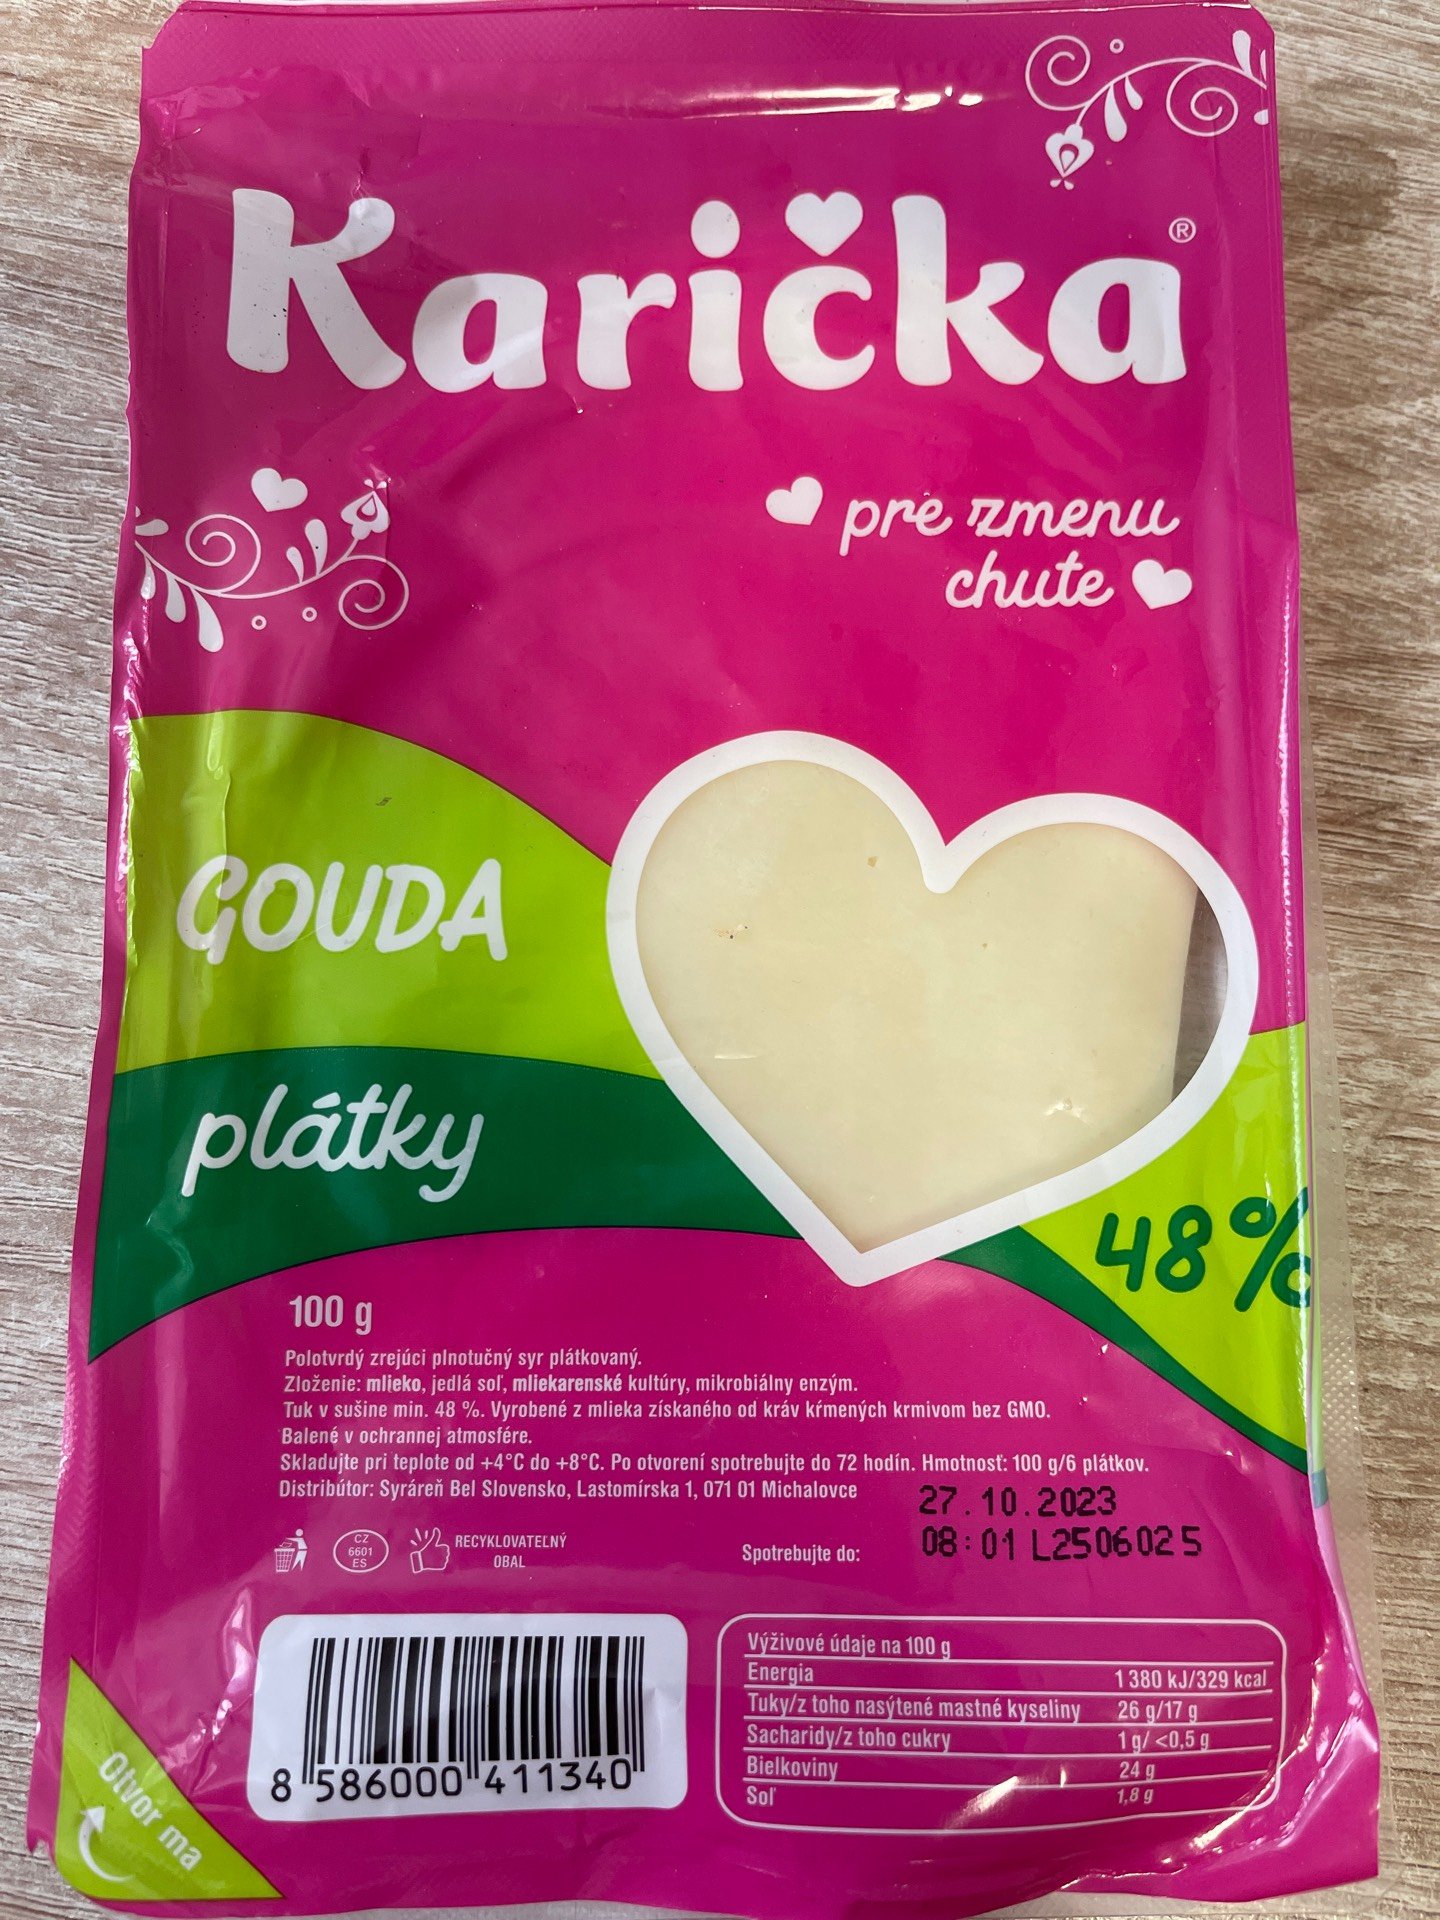 Karička®
pre zmenu
chute
GOUDA
plátky
48%
100 g
Polotvrdý zrejúci plnotučný syr plátkovaný.
Zloženie: mlieko, jedlá soľ, mliekarenské kultúry, mikrobiálny enzým.
Tuk v sušine min. 48 %. Vyrobené z mlieka získaného od kráv kŕmených krmivom bez GMO.
Balené v ochrannej atmosfére.
Skladujte pri teplote od +4°C do +8°C. Po otvorení spotrebujte do 72 hodín. Hmotnosť: 100 g/6 plátkov.
Distribútor: Syráreň Bel Slovensko, Lastomírska 1, 071 01 Michalovce
27.10.2023
08:01 L2506025
Spotrebujte do:
CZ
6601
ES
RECYKLOVATEĽNÝ
OBAL
8 586000 411340
Výživové údaje na 100 g
Energia 1 380 kJ/329 kcal
Tuky/z toho nasýtené mastné kyseliny 26 g/17 g
Sacharidy/z toho cukry 1 g/ <0,5 g
Bielkoviny 24 g
Soľ 1,8 g
Otvor ma